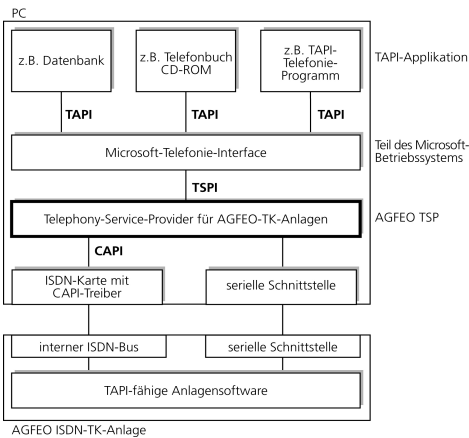 PC
z.B. Datenbank
z.B. Telefonbuch
CD-ROM
z.B. TAPI-
Telefonie-
Programm
TAPI-Applikation
TAPI
TAPI
TAPI
Microsoft-Telefonie-Interface
Teil des Microsoft-
Betriebssystems
TSPI
Telephony-Service-Provider für AGFEO-TK-Anlagen
AGFEO TSP
CAPI
ISDN-Karte mit
CAPI-Treiber
serielle Schnittstelle
interner ISDN-Bus
serielle Schnittstelle
TAPI-fähige Anlagensoftware
AGFEO ISDN-TK-Anlage